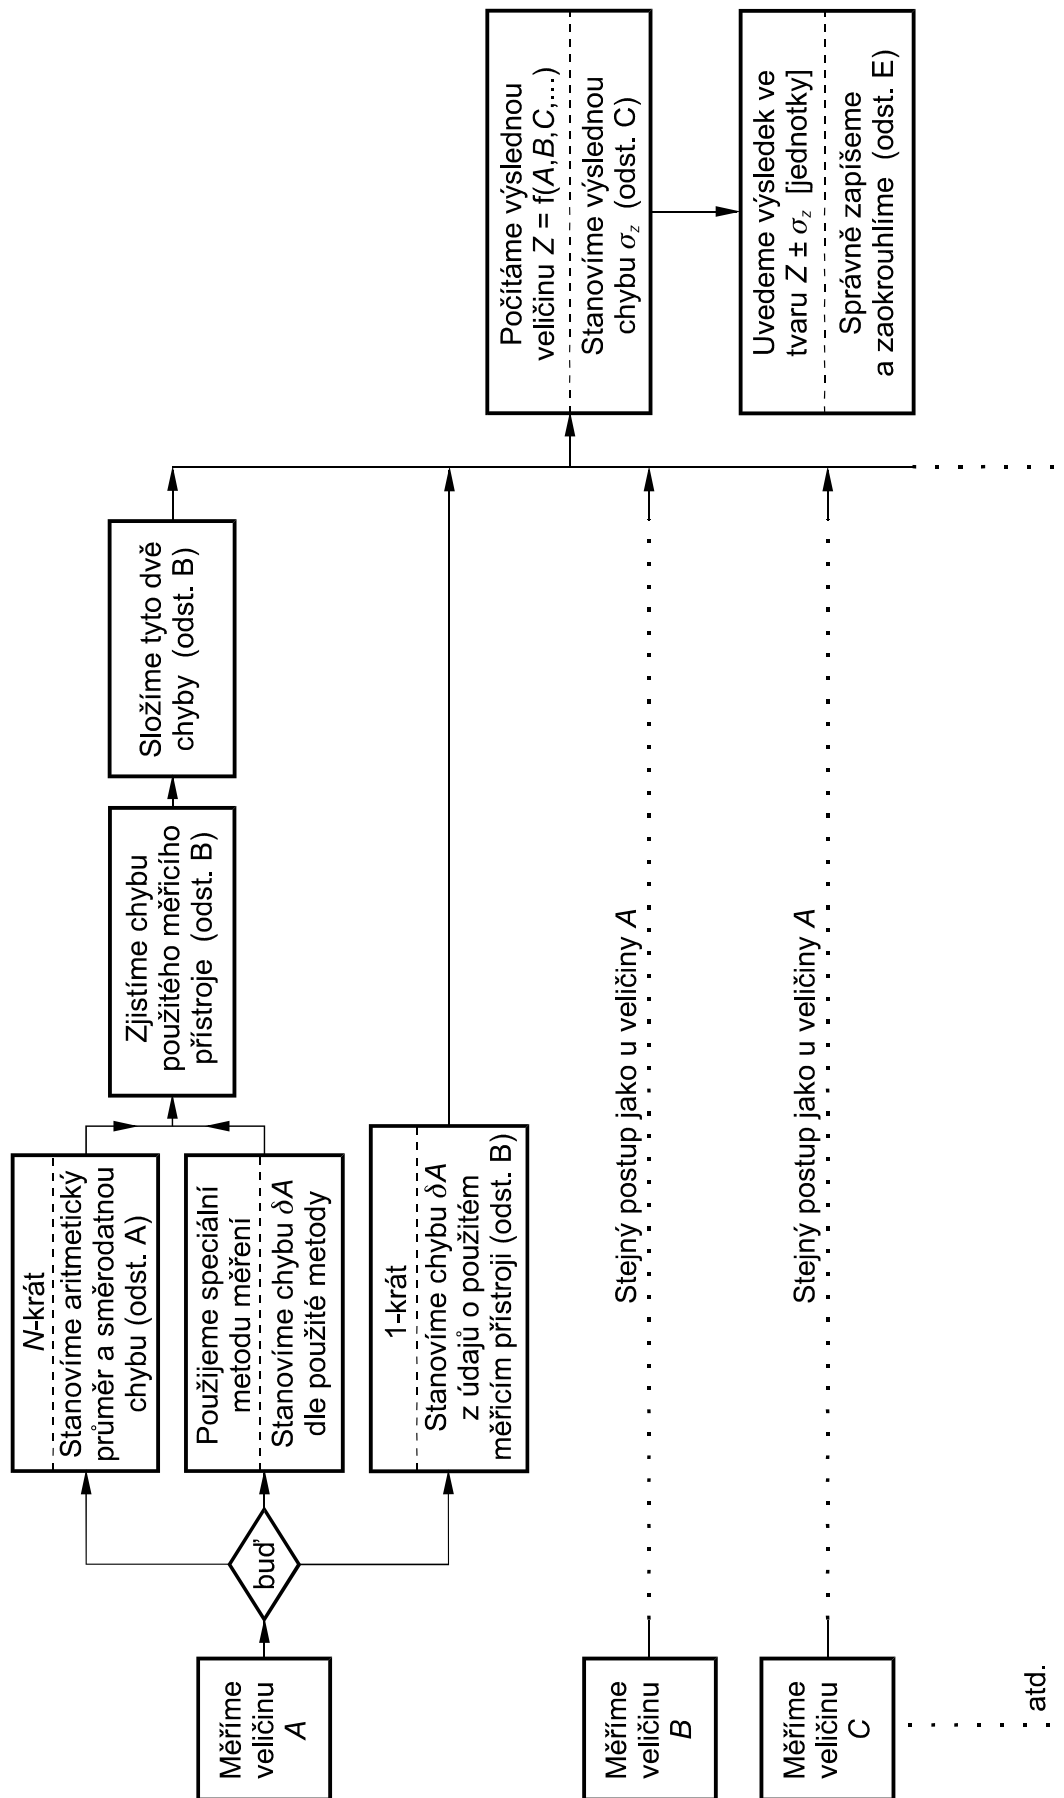 Měříme
veličinu
A
buď
N-krát
Stanovíme aritmetický
průměr a směrodatnou
chybu (odst. A)
Použijeme speciální
metodu měření
Stanovíme chybu δA
dle použité metody
1-krát
Stanovíme chybu δA
z údajů o použitém
měřicím přístroji (odst. B)
Zjistíme chybu
použitého měřicího
přístroje (odst. B)
Složíme tyto dvě
chyby (odst. B)
Měříme
veličinu
B
Stejný postup jako u veličiny A
Měříme
veličinu
C
Stejný postup jako u veličiny A
atd.
Počítáme výslednou
veličinu Z = f(A,B,C,...)
Stanovíme výslednou
chybu σz (odst. C)
Uvedeme výsledek ve
tvaru Z ± σz [jednotky]
Správně zapíšeme
a zaokrouhlíme (odst. E)